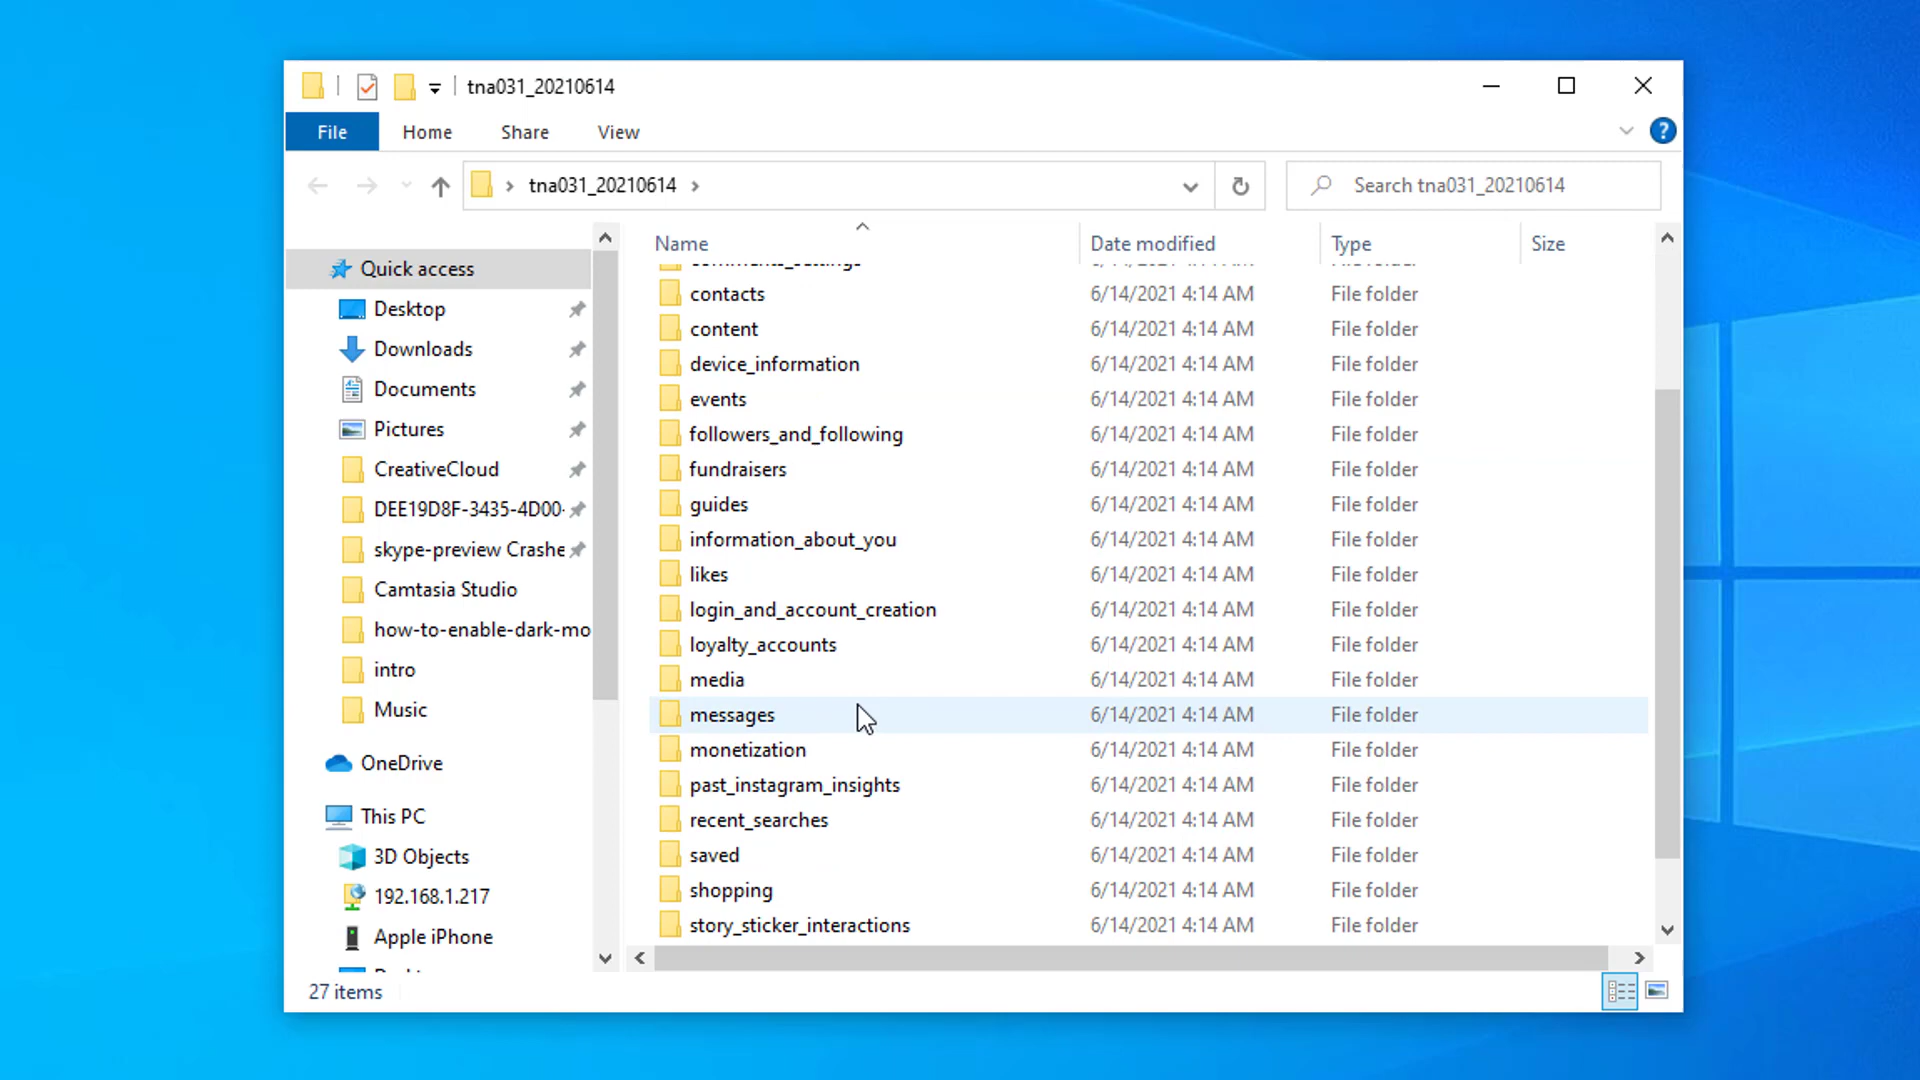 tna031_20210614
File Home Share View
tna031_20210614
Search tna031_20210614
Name Date modified Type Size
Quick access
Desktop
Downloads
Documents
Pictures
CreativeCloud
DEE19D8F-3435-4D00-
skype-preview Crashe
Camtasia Studio
how-to-enable-dark-mo
intro
Music
OneDrive
This PC
3D Objects
192.168.1.217
Apple iPhone
contacts 6/14/2021 4:14 AM File folder
content 6/14/2021 4:14 AM File folder
device_information 6/14/2021 4:14 AM File folder
events 6/14/2021 4:14 AM File folder
followers_and_following 6/14/2021 4:14 AM File folder
fundraisers 6/14/2021 4:14 AM File folder
guides 6/14/2021 4:14 AM File folder
information_about_you 6/14/2021 4:14 AM File folder
likes 6/14/2021 4:14 AM File folder
login_and_account_creation 6/14/2021 4:14 AM File folder
loyalty_accounts 6/14/2021 4:14 AM File folder
media 6/14/2021 4:14 AM File folder
messages 6/14/2021 4:14 AM File folder
monetization 6/14/2021 4:14 AM File folder
past_instagram_insights 6/14/2021 4:14 AM File folder
recent_searches 6/14/2021 4:14 AM File folder
saved 6/14/2021 4:14 AM File folder
shopping 6/14/2021 4:14 AM File folder
story_sticker_interactions 6/14/2021 4:14 AM File folder
27 items